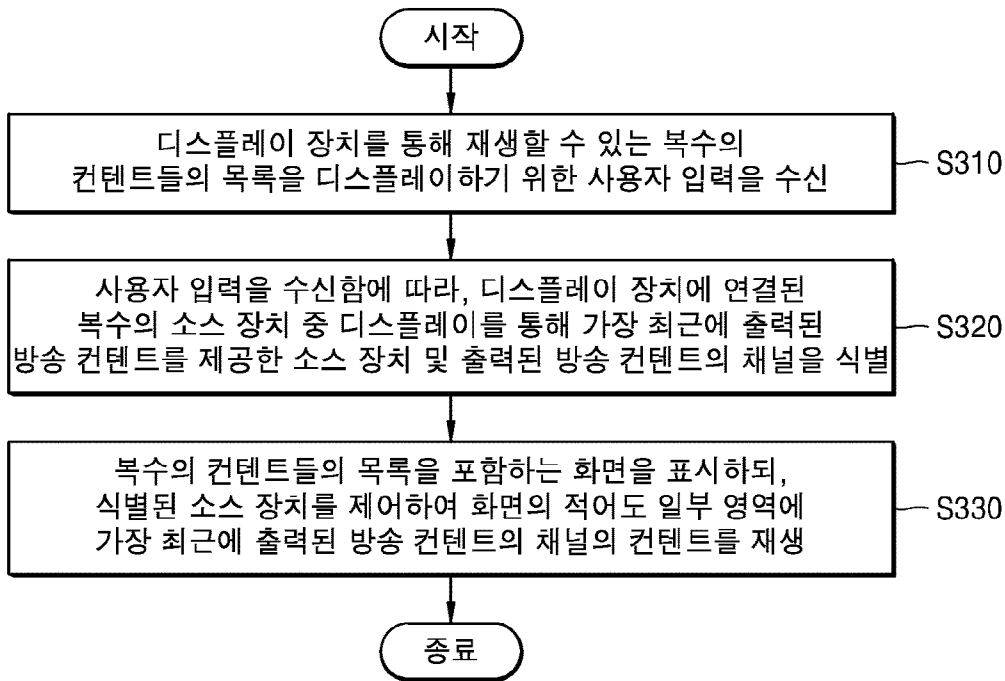 시작
디스플레이 장치를 통해 재생할 수 있는 복수의
컨텐트들의 목록을 디스플레이하기 위한 사용자 입력을 수신
S310
사용자 입력을 수신함에 따라, 디스플레이 장치에 연결된
복수의 소스 장치 중 디스플레이를 통해 가장 최근에 출력된
방송 컨텐트를 제공한 소스 장치 및 출력된 방송 컨텐트의 채널을 식별
S320
복수의 컨텐트들의 목록을 포함하는 화면을 표시하되,
식별된 소스 장치를 제어하여 화면의 적어도 일부 영역에
가장 최근에 출력된 방송 컨텐트의 채널의 컨텐트를 재생
S330
종료